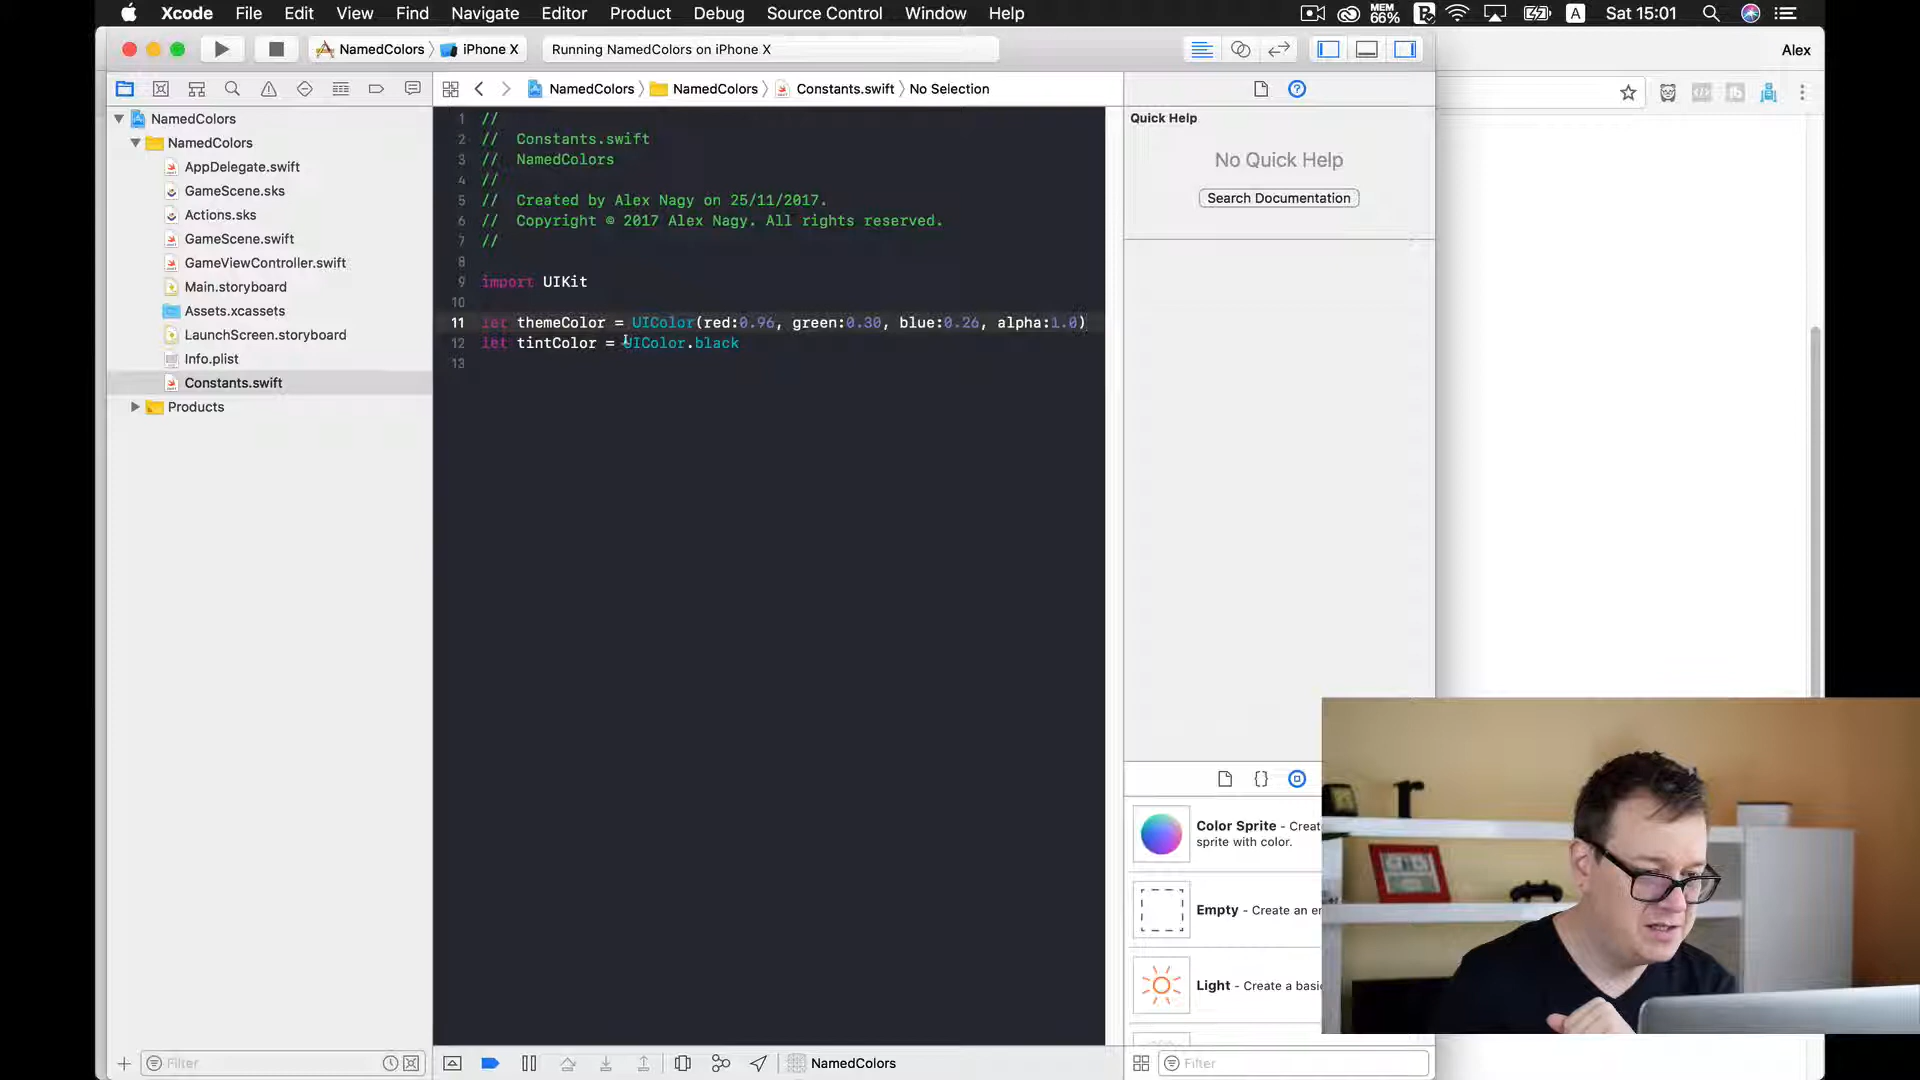 Xcode File Edit View Find Navigate Editor Product Debug Source Control Window Help MEM 66% A Sat 15:01
NamedColors iPhone X Running NamedColors on iPhone X Alex
NamedColors NamedColors Constants.swift No Selection
NamedColors
NamedColors
AppDelegate.swift
GameScene.sks
Actions.sks
GameScene.swift
GameViewController.swift
Main.storyboard
Assets.xcassets
LaunchScreen.storyboard
Info.plist
Constants.swift
Products
1 //
2 // Constants.swift
3 // NamedColors
4 //
5 // Created by Alex Nagy on 25/11/2017.
6 // Copyright © 2017 Alex Nagy. All rights reserved.
7 //
8
9 import UIKit
10
11 let themeColor = UIColor(red:0.96, green:0.30, blue:0.26, alpha:1.0)
12 let tintColor = UIColor.black
13
Quick Help
No Quick Help
Search Documentation
{}
Color Sprite - Creat
sprite with color.
Empty - Create an e
Light - Create a basi
Filter
NamedColors
Filter